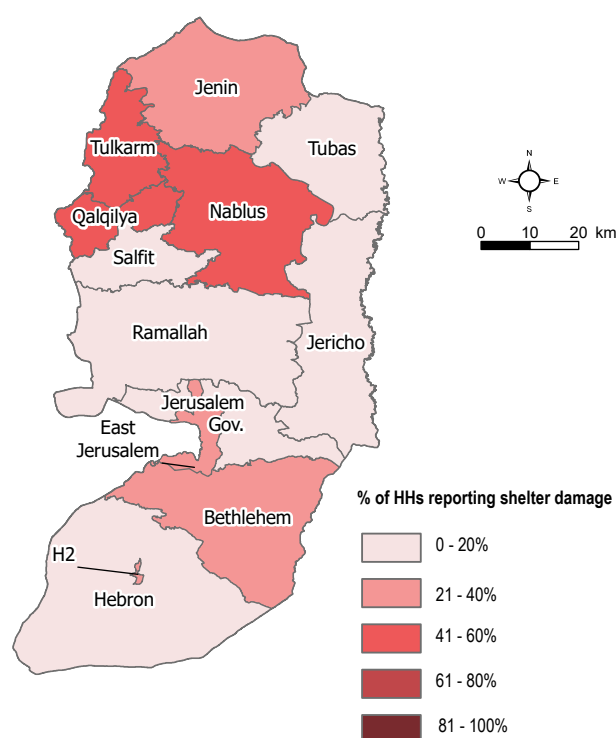 Jenin
Tulkarm
Tubas
Qalqilya
Nablus
Salfit
Ramallah
Jericho
Jerusalem
Gov.
East
Jerusalem
Bethlehem
H2
Hebron
N
W E
S
0 10 20 km
% of HHs reporting shelter damage
0 - 20%
21 - 40%
41 - 60%
61 - 80%
81 - 100%